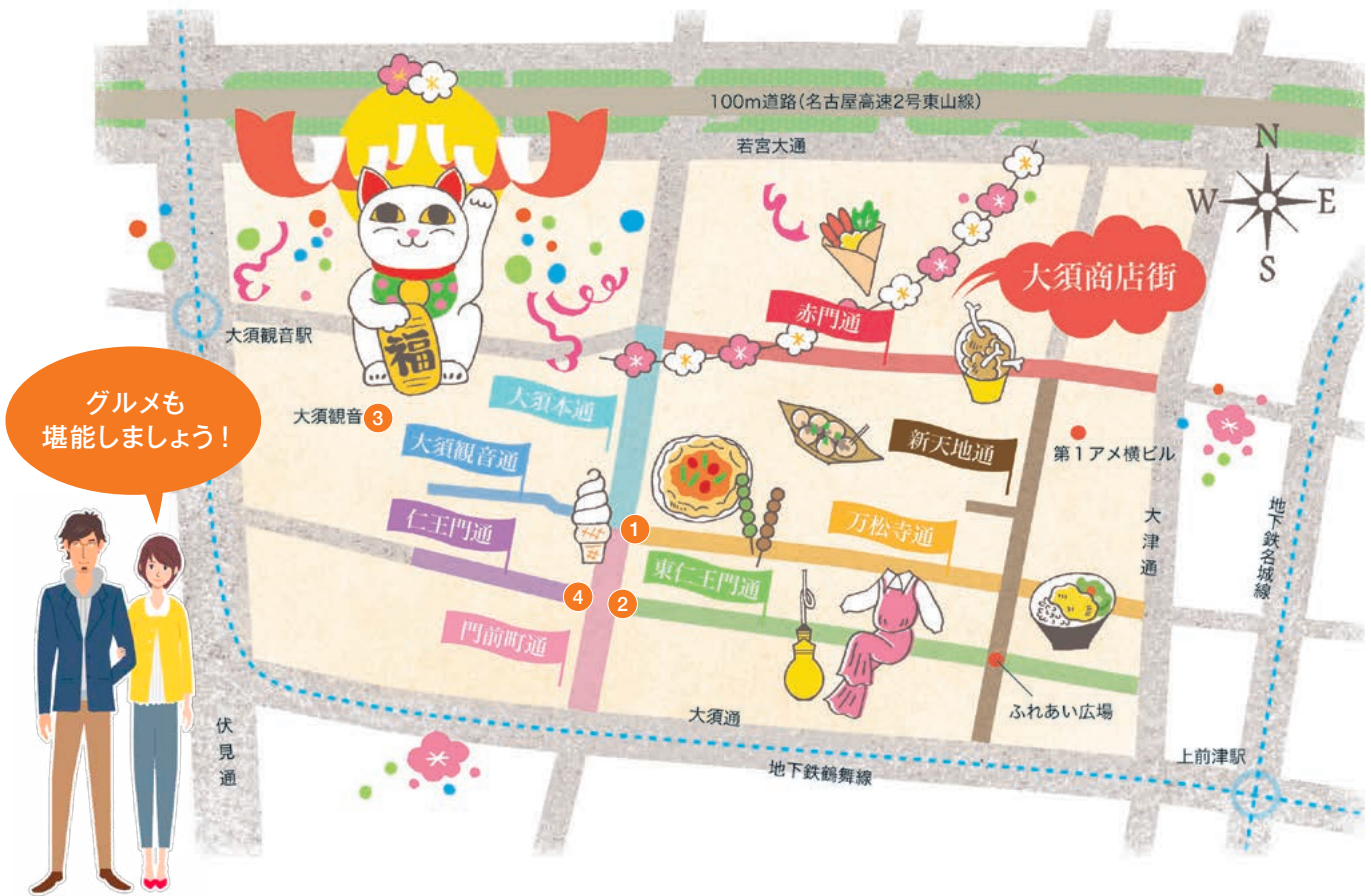 100m道路(名古屋高速2号東山線)
若宮大通
N
W
E
S
大須商店街
赤門通
大須観音駅
福
グルメも
堪能しましょう!
大須観音
3
大須本通
大須観音通
新天地通
第1アメ横ビル
仁王門通
1
万松寺通
大津通
地下鉄名城線
東仁王門通
4
2
門前町通
大須通
ふれあい広場
伏見通
地下鉄鶴舞線
上前津駅